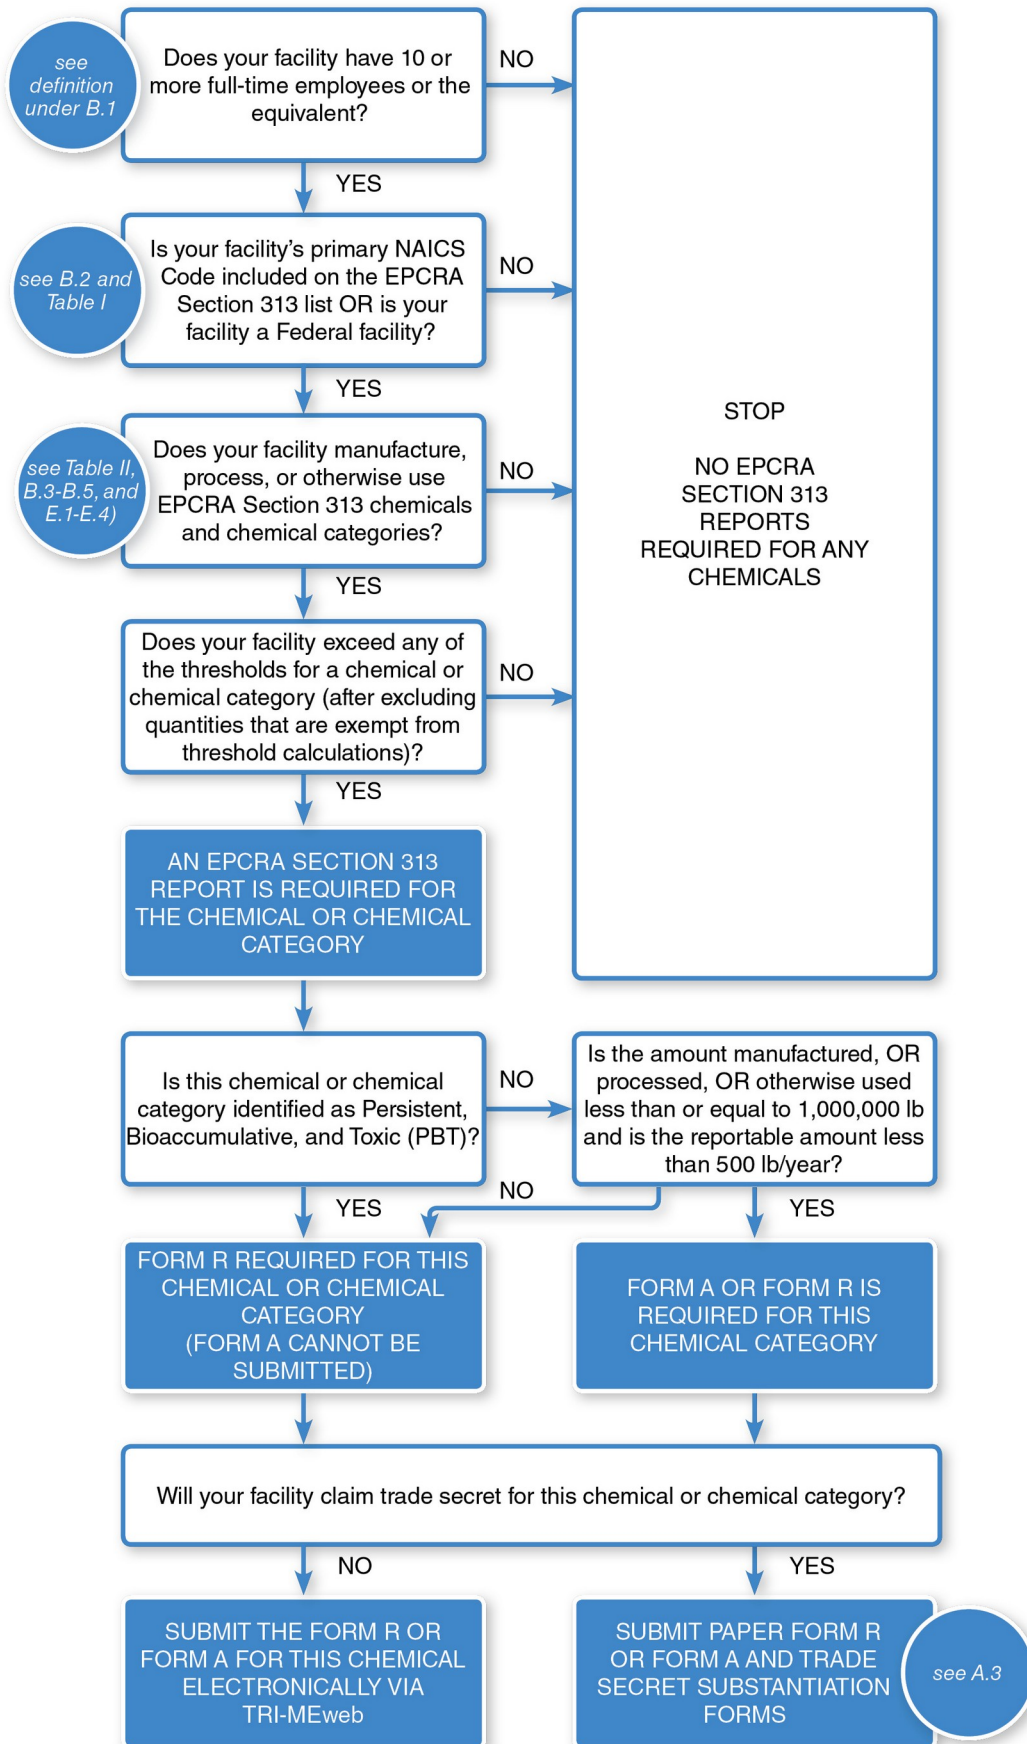 see
definition
under B.1
Does your facility have 10 or
more full-time employees or the
equivalent?
NO
YES
see B.2 and
Table I
Is your facility's primary NAICS
Code included on the EPCRA
Section 313 list OR is your
facility a Federal facility?
NO
YES
see Table II,
B.3-B.5, and
E.1-E.4)
Does your facility manufacture,
process, or otherwise use
EPCRA Section 313 chemicals
and chemical categories?
NO
YES
Does your facility exceed any of
the thresholds for a chemical or
chemical category (after excluding
quantities that are exempt from
threshold calculations)?
NO
YES
STOP
NO EPCRA
SECTION 313
REPORTS
REQUIRED FOR ANY
CHEMICALS
AN EPCRA SECTION 313
REPORT IS REQUIRED FOR
THE CHEMICAL OR CHEMICAL
CATEGORY
Is this chemical or chemical
category identified as Persistent,
Bioaccumulative, and Toxic (PBT)?
NO
Is the amount manufactured, OR
processed, OR otherwise used
less than or equal to 1,000,000 lb
and is the reportable amount less
than 500 lb/year?
YES
NO
YES
FORM R REQUIRED FOR THIS
CHEMICAL OR CHEMICAL
CATEGORY
(FORM A CANNOT BE
SUBMITTED)
FORM A OR FORM R IS
REQUIRED FOR THIS
CHEMICAL CATEGORY
Will your facility claim trade secret for this chemical or chemical category?
NO
YES
SUBMIT THE FORM R OR
FORM A FOR THIS CHEMICAL
ELECTRONICALLY VIA
TRI-MEweb
SUBMIT PAPER FORM R
OR FORM A AND TRADE
SECRET SUBSTANTIATION
FORMS
see A.3